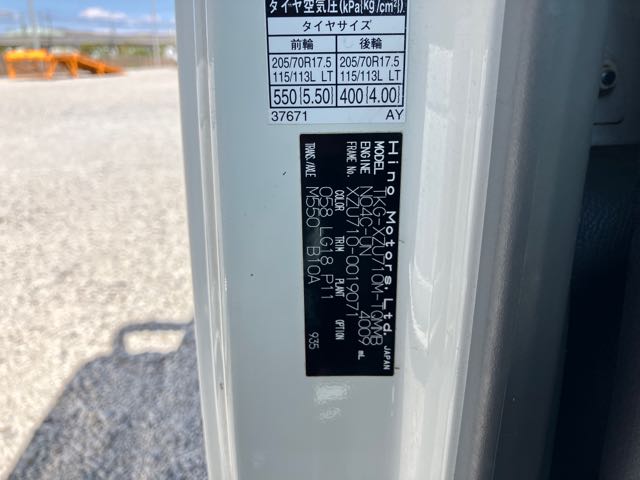 タイヤ空気圧(kPa{kg/cm²})
タイヤサイズ
前輪 後輪
205/70R17.5 205/70R17.5
115/113L LT 115/113L LT
550 {5.50} 400 {4.00}
37671 AY
Hino Motors, Ltd. JAPAN
MODEL TKG-XZU710M-TQMMB
ENGINE N04C-UN 4009 mL
FRAME No. XZU710-0019071
COLOR TRIM PLANT OPTION
058 LG18 P11
TRANS./AXLE M550 B10A 935